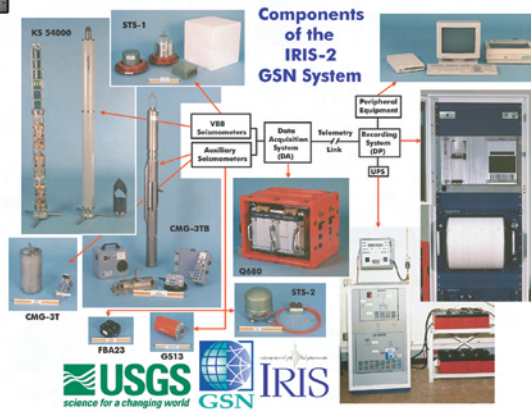 Components
of the
IRIS-2
GSN System
KS 54000
STS-1
VBB
Seismometers
Auxiliary
Seismometers
Data
Acquisition
System
(DA)
Telemetry
Link
Peripheral
Equipment
Recording
System
(DP)
UPS
CMG-3TB
Q680
CMG-3T
STS-2
FBA23
GS13
USGS
science for a changing world
GSN
IRIS